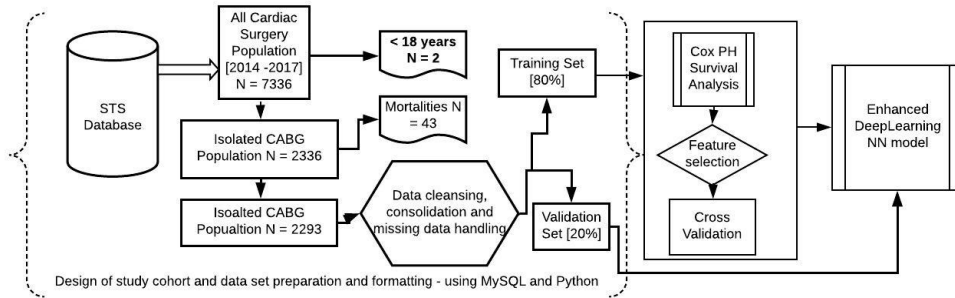 STS
Database
All Cardiac
Surgery
Population
[2014 -2017]
N = 7336
< 18 years
N = 2
Isolated CABG
Population N = 2336
Mortalities N
= 43
Isoalted CABG
Popualtion N = 2293
Data cleansing,
consolidation and
missing data handling
Training Set
[80%]
Validation
Set [20%]
Design of study cohort and data set preparation and formatting - using MySQL and Python
Cox PH
Survival
Analysis
Feature
selection
Cross
Validation
Enhanced
DeepLearning
NN model